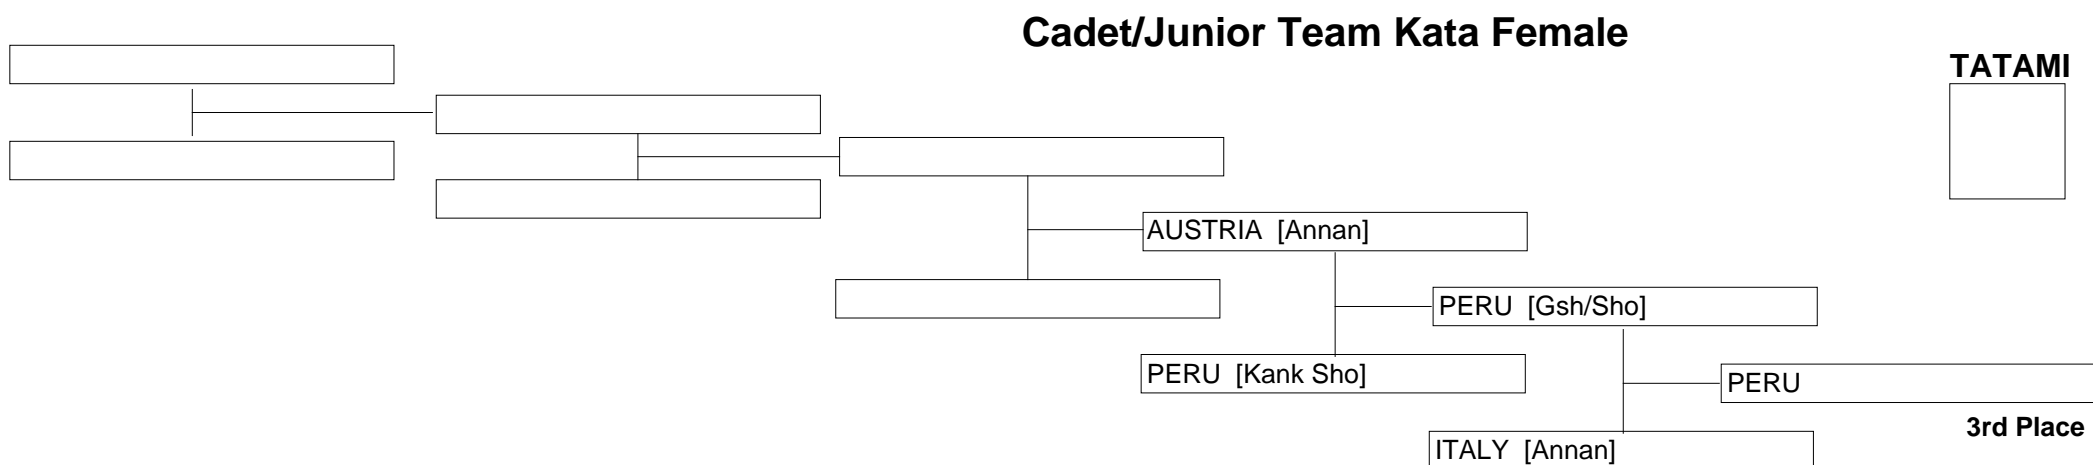 Cadet/Junior Team Kata Female
TATAMI
AUSTRIA [Annan]
PERU [Gsh/Sho]
PERU [Kank Sho]
PERU
3rd Place
ITALY [Annan]